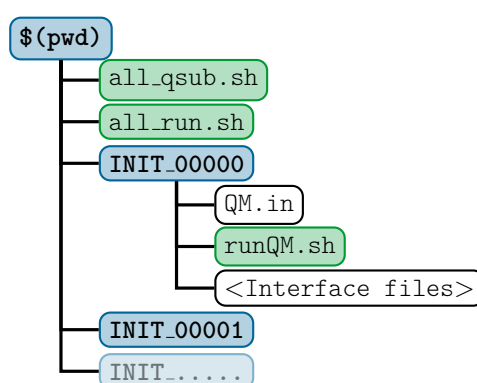 $(pwd)
all_qsub.sh
all_run.sh
INIT_00000
QM.in
runQM.sh
<Interface files>
INIT_00001
INIT_.....